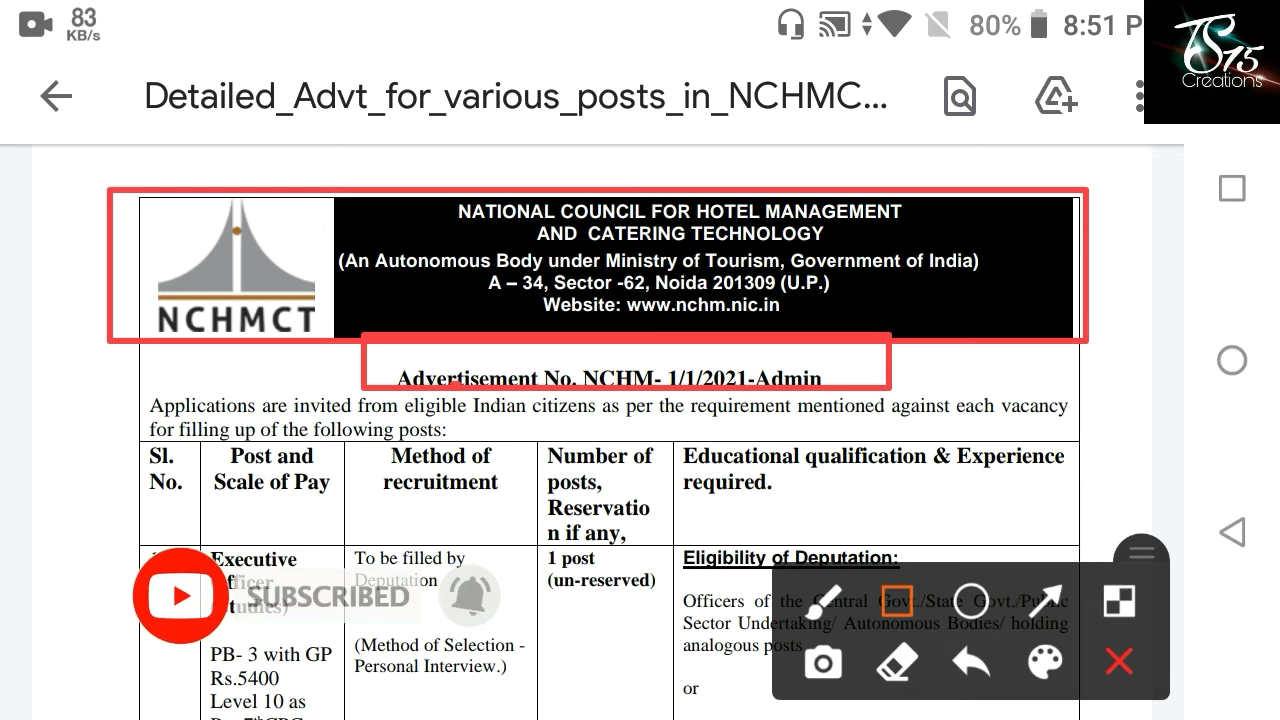 83
KB/s
80%
8:51 P
TS15
Creations
Detailed_Advt_for_various_posts_in_NCHMC...
NCHMCT
NATIONAL COUNCIL FOR HOTEL MANAGEMENT
AND CATERING TECHNOLOGY
(An Autonomous Body under Ministry of Tourism, Government of India)
A – 34, Sector -62, Noida 201309 (U.P.)
Website: www.nchm.nic.in
Advertisement No. NCHM- 1/1/2021-Admin
Applications are invited from eligible Indian citizens as per the requirement mentioned against each vacancy
for filling up of the following posts:
Sl.
No.
Post and
Scale of Pay
Method of
recruitment
Number of
posts,
Reservatio
n if any,
Educational qualification & Experience
required.
Executive
Officer
(Studies)
PB- 3 with GP
Rs.5400
Level 10 as
To be filled by
Deputation
(Method of Selection -
Personal Interview.)
1 post
(un-reserved)
Eligibility of Deputation:
Officers of the Central Govt./State Govt./Public
Sector Undertaking/ Autonomous Bodies/ holding
analogous posts
or
SUBSCRIBED